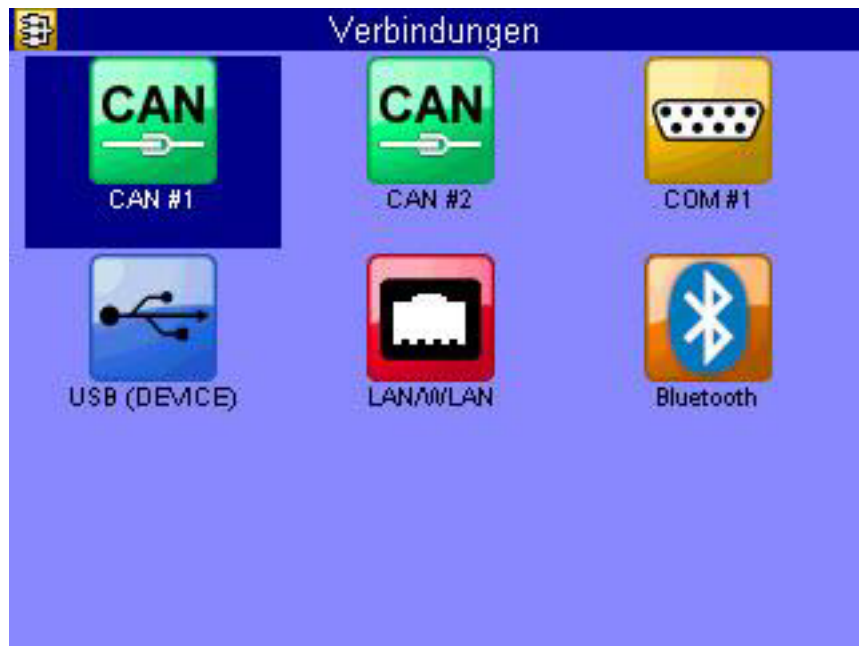 Verbindungen
CAN
CAN
CAN #1
CAN #2
COM #1
USB (DEVICE)
LAN/WLAN
Bluetooth